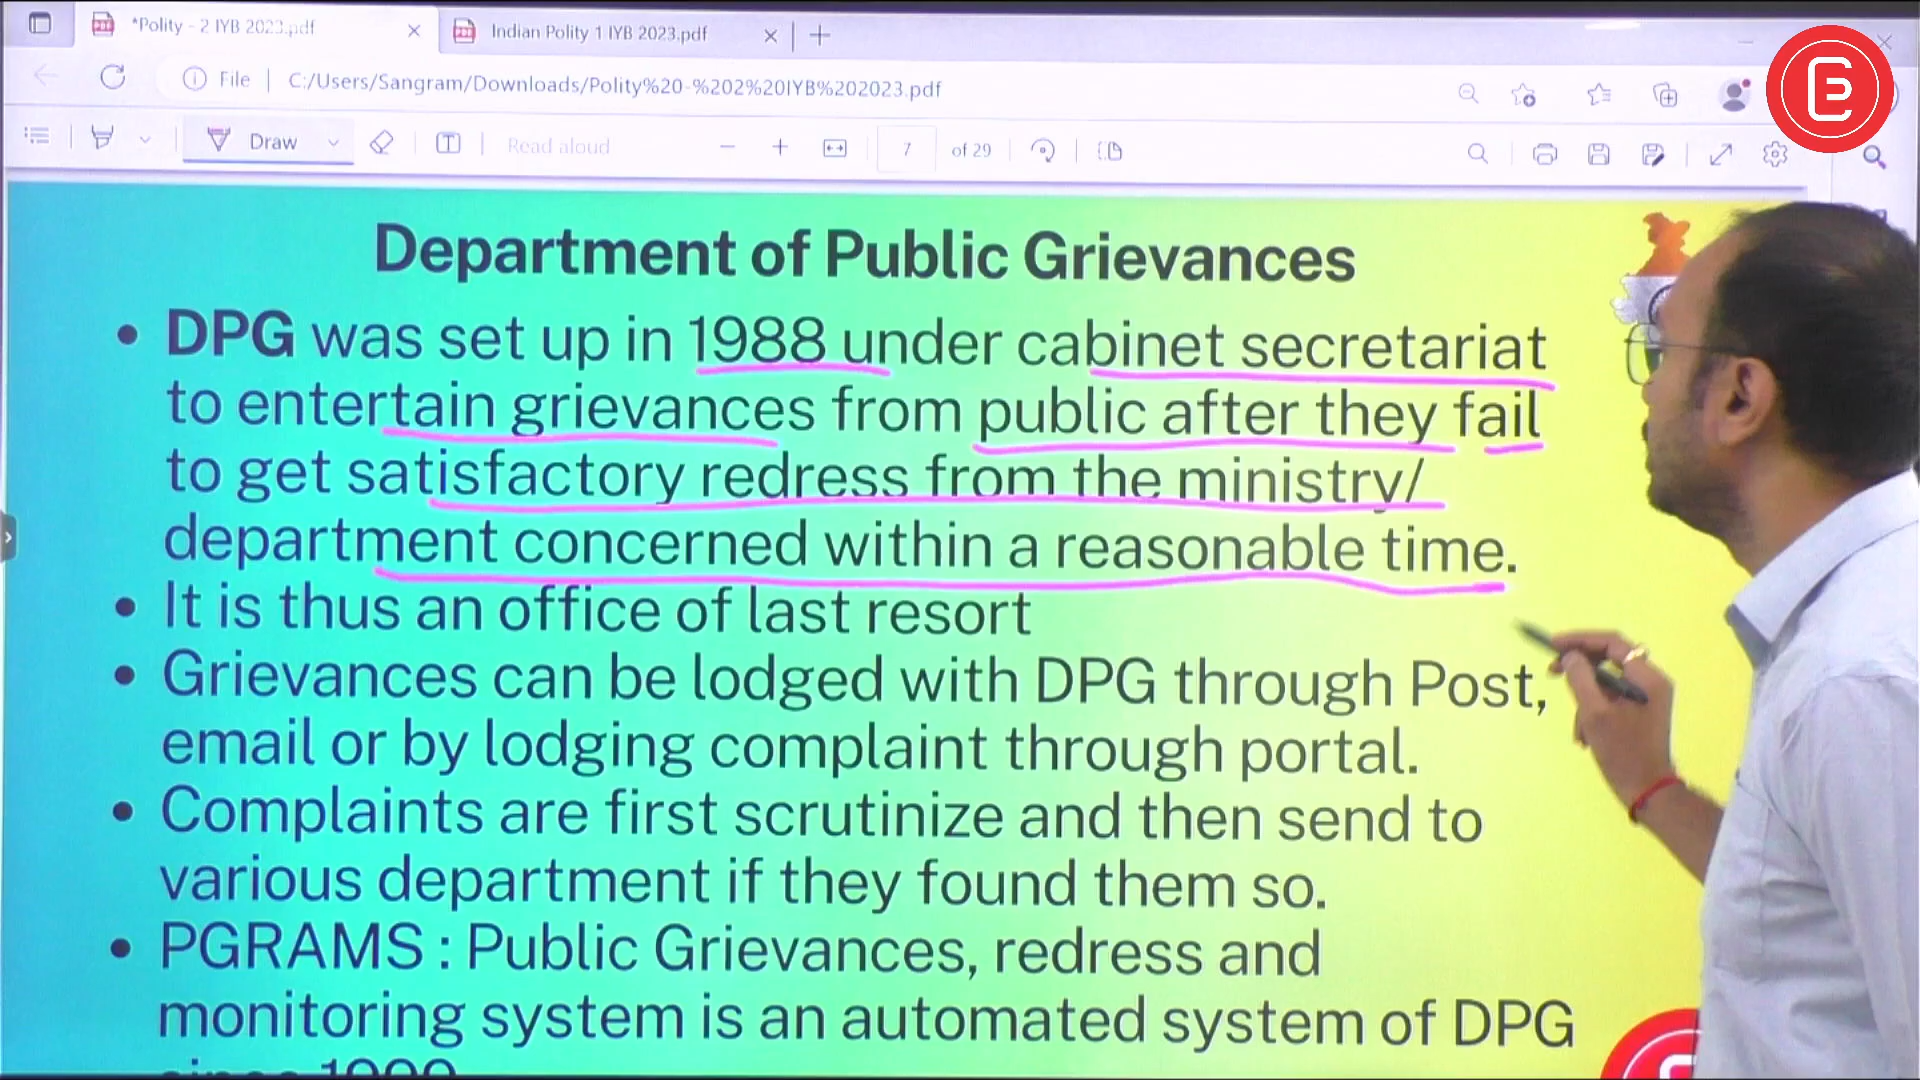 *Polity - 2 IYB 2023.pdf
Indian Polity 1 IYB 2023.pdf
File
C:/Users/Sangram/Downloads/Polity%20-%202%20IYB%202023.pdf
Draw
Read aloud
7
of 29
Department of Public Grievances
• DPG was set up in 1988 under cabinet secretariat
to entertain grievances from public after they fail
to get satisfactory redress from the ministry/
department concerned within a reasonable time.
• It is thus an office of last resort
• Grievances can be lodged with DPG through Post,
email or by lodging complaint through portal.
• Complaints are first scrutinize and then send to
various department if they found them so.
• PGRAMS : Public Grievances, redress and
monitoring system is an automated system of DPG